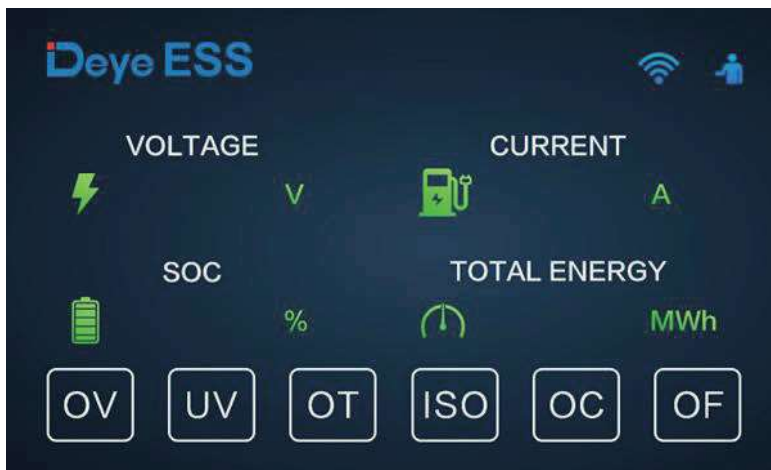 Deye ESS
VOLTAGE CURRENT
V A
SOC TOTAL ENERGY
% MWh
OV UV OT ISO OC OF